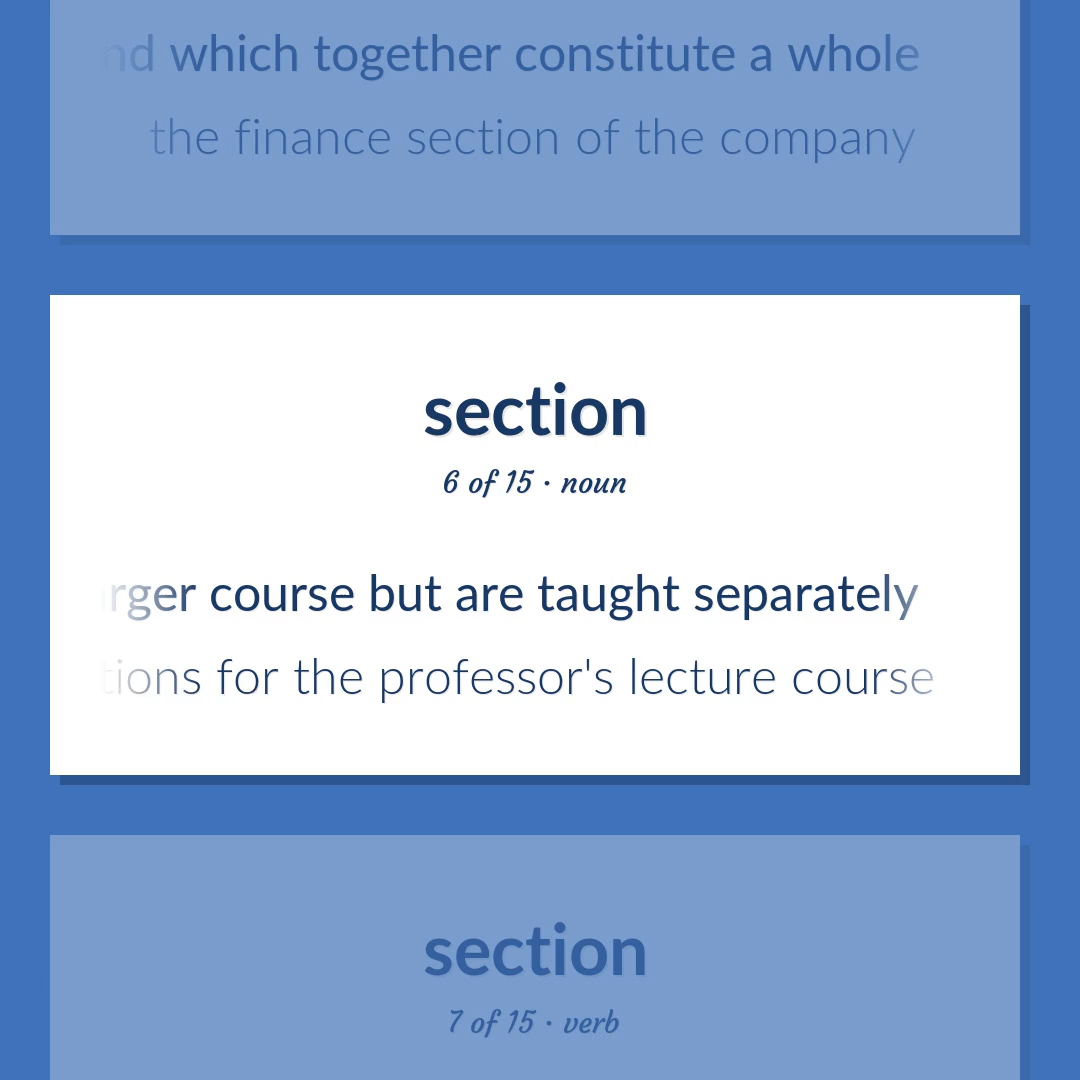 which together constitute a whole
the finance section of the company
section
6 of 15 · noun
course but are taught separately
for the professor's lecture course
section
7 of 15 · verb